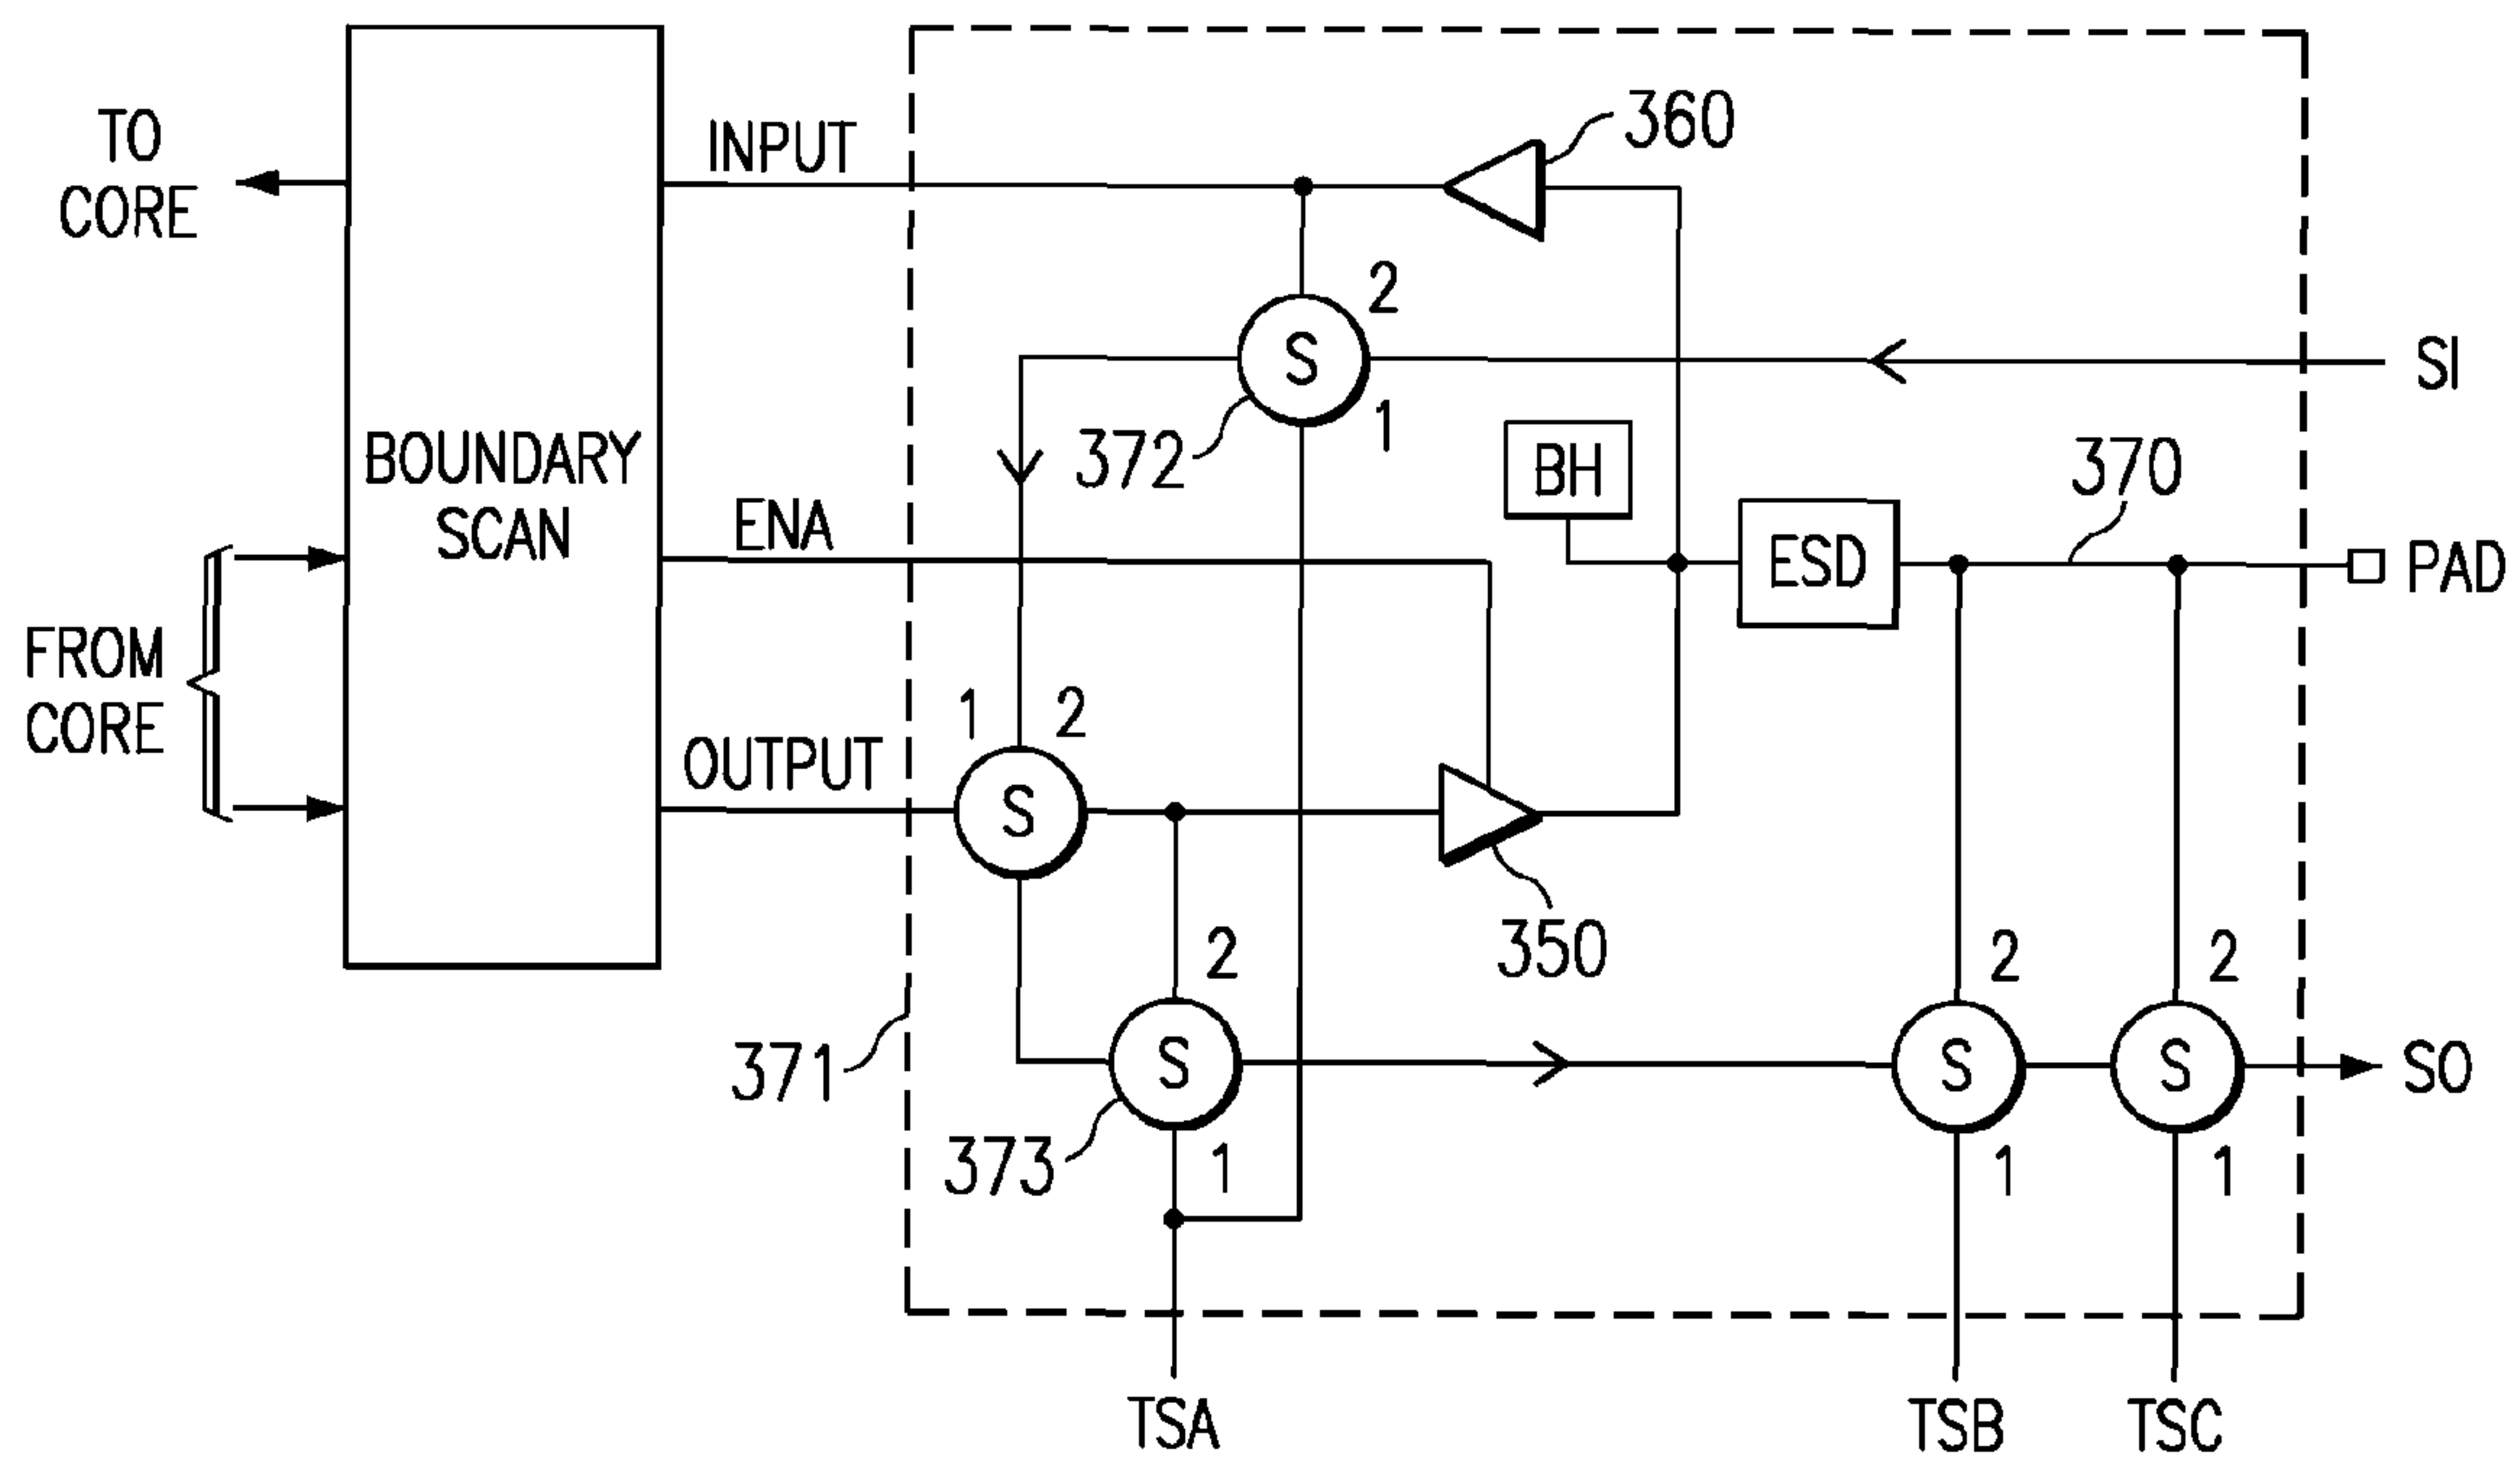 TO
CORE
INPUT
360
2
S
SI
1
372
BH
370
BOUNDARY
SCAN
ENA
ESD
PAD
FROM
CORE
1
2
OUTPUT
S
350
2
2
2
371
S
S
S
SO
373
1
1
1
TSA
TSB
TSC